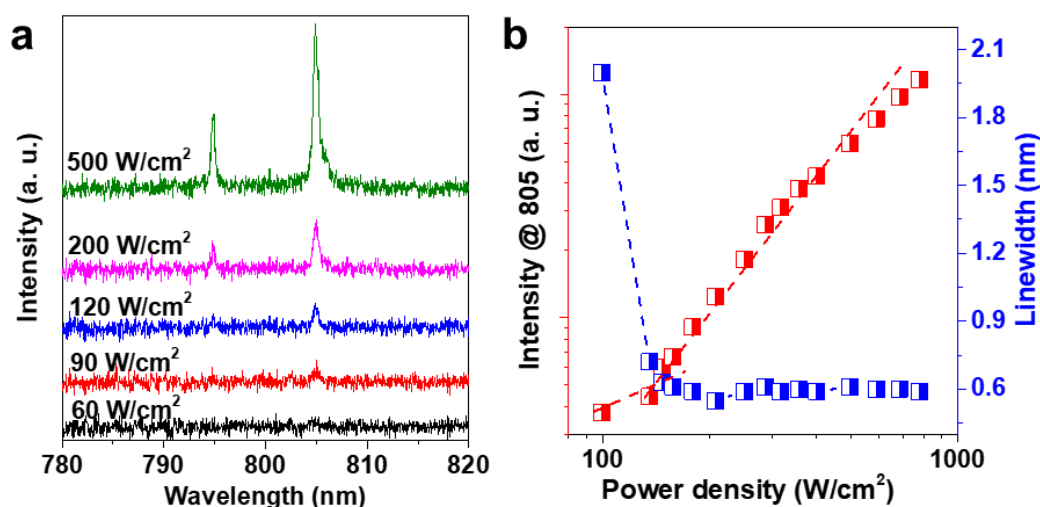 a
500 W/cm²
200 W/cm²
120 W/cm²
90 W/cm²
60 W/cm²
780 790 800 810 820
Wavelength (nm)
Intensity (a. u.)
b
Intensity @ 805 (a. u.)
100 1000
Power density (W/cm²)
2.1
1.8
1.5
1.2
0.9
0.6
Linewidth (nm)